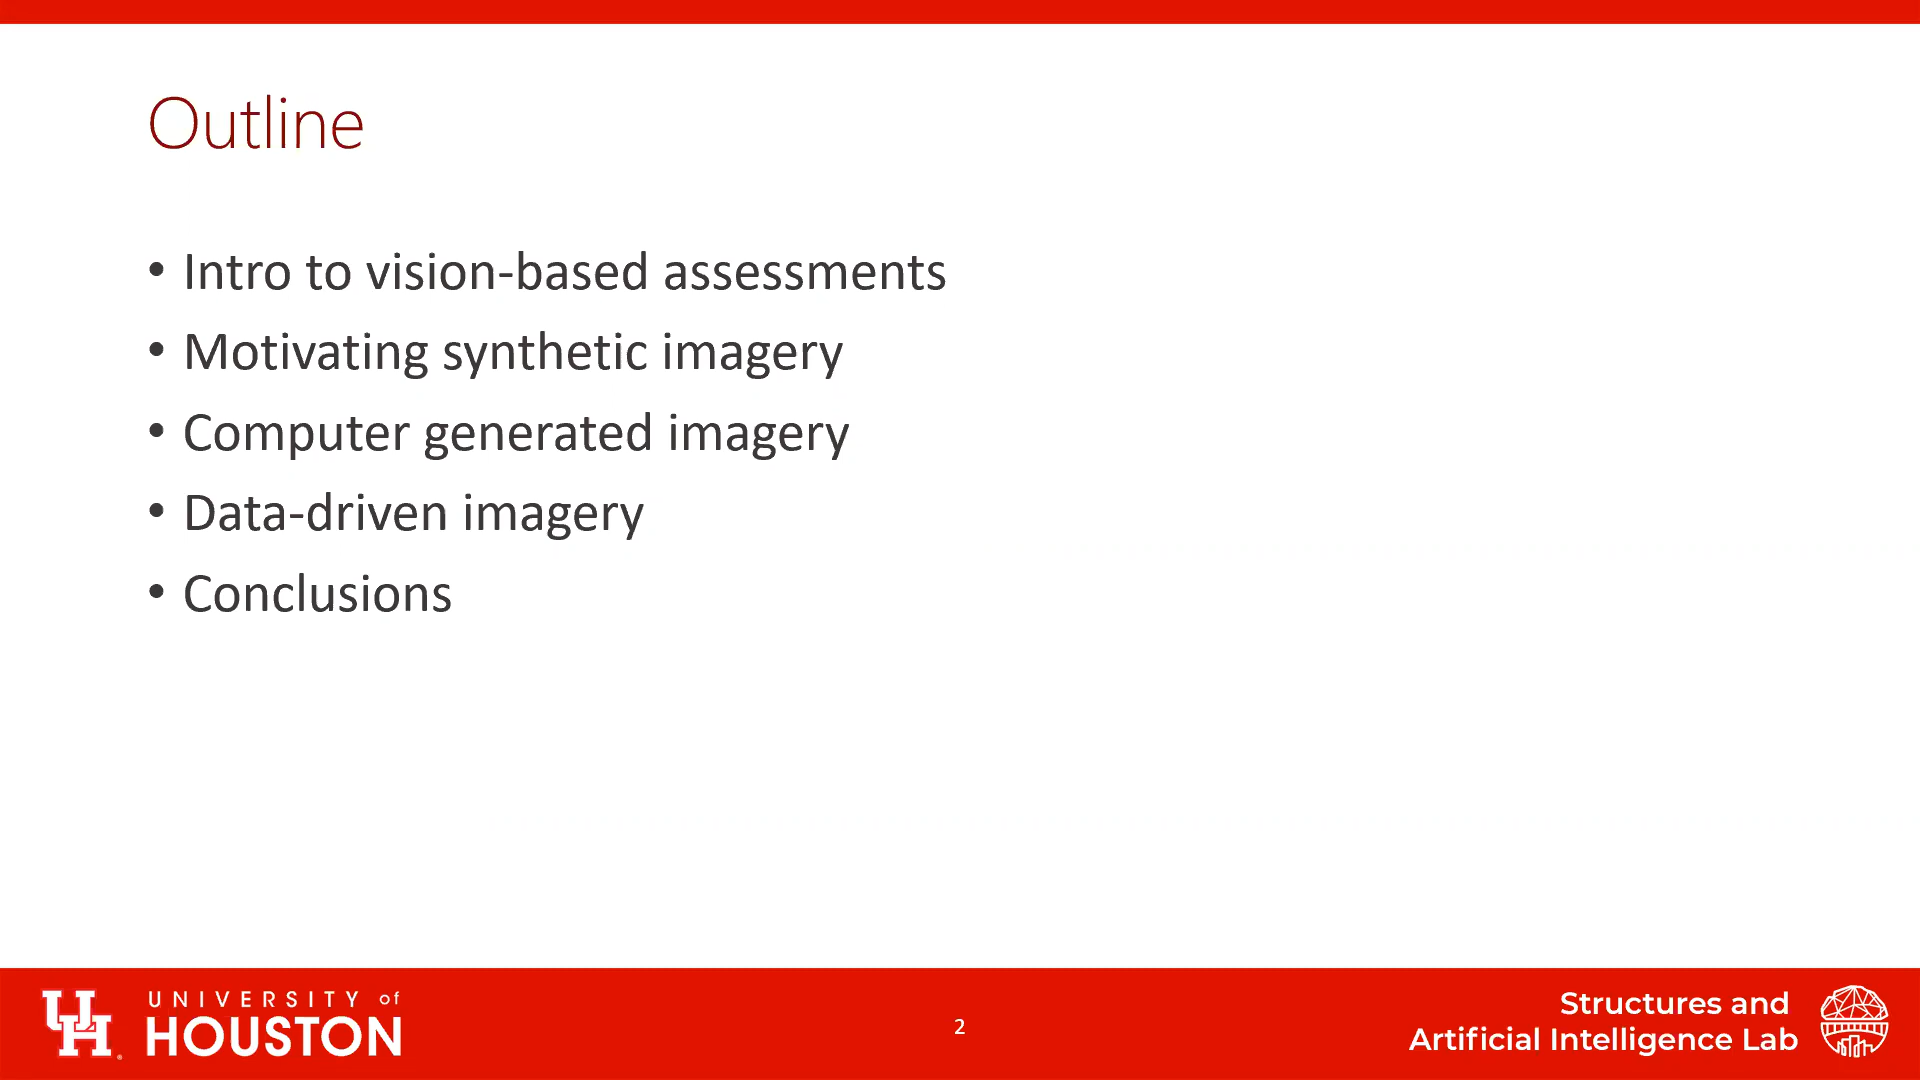 Outline
• Intro to vision-based assessments
• Motivating synthetic imagery
• Computer generated imagery
• Data-driven imagery
• Conclusions
UH
UNIVERSITY of
HOUSTON
2
Structures and
Artificial Intelligence Lab